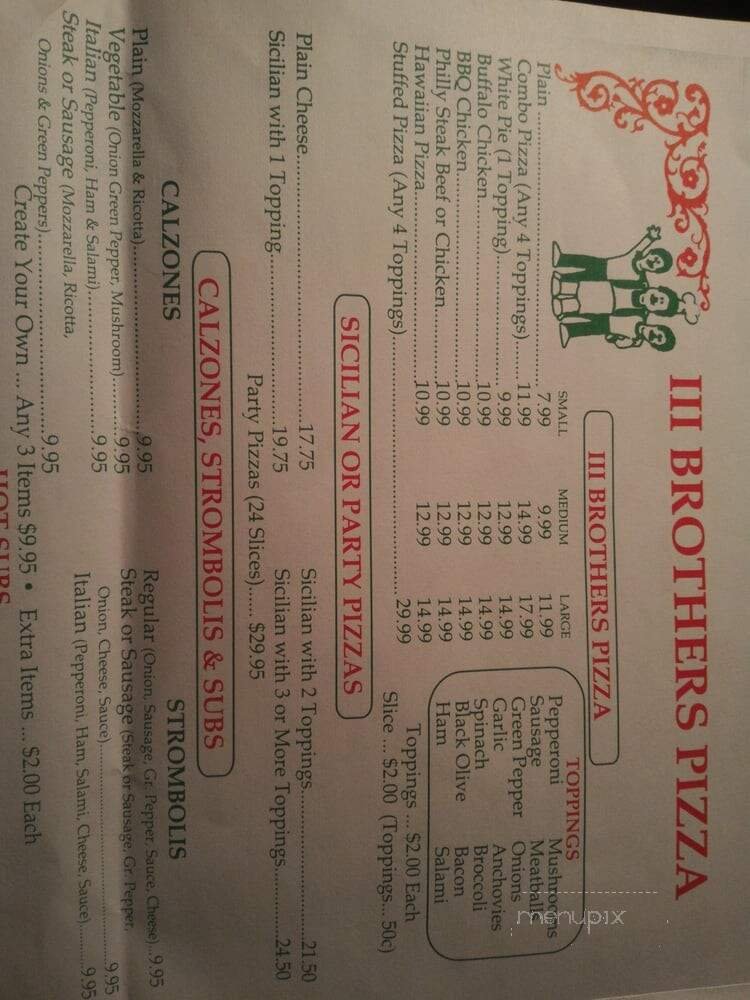 III BROTHERS PIZZA
III BROTHERS PIZZA
SMALL MEDIUM LARGE
Plain 7.99 9.99 11.99
Combo Pizza (Any 4 Toppings) 11.99 14.99 17.99
White Pie (1 Topping) 9.99 12.99 14.99
Buffalo Chicken 10.99 12.99 14.99
BBQ Chicken 10.99 12.99 14.99
Philly Steak Beef or Chicken 10.99 12.99 14.99
Hawaiian Pizza 10.99 12.99 14.99
Stuffed Pizza (Any 4 Toppings) 29.99
TOPPINGS
Pepperoni Mushrooms
Sausage Meatballs
Green Pepper Onions
Garlic Anchovies
Spinach Broccoli
Black Olive Bacon
Ham Salami
Toppings ... $2.00 Each
Slice ... $2.00 (Toppings... 50c)
SICILIAN OR PARTY PIZZAS
Plain Cheese 17.75 Sicilian with 2 Toppings 21.50
Sicilian with 1 Topping 19.75 Sicilian with 3 or More Toppings 24.50
Party Pizzas (24 Slices)...... $29.95
CALZONES, STROMBOLIS & SUBS
CALZONES
Plain (Mozzarella & Ricotta) 9.95
Vegetable (Onion Green Pepper, Mushroom) 9.95
Italian (Pepperoni, Ham & Salami) 9.95
Steak or Sausage (Mozzarella, Ricotta,
Onions & Green Peppers) 9.95
STROMBOLIS
Regular (Onion, Sausage, Gr. Pepper, Sauce, Cheese)...9.95
Steak or Sausage (Steak or Sausage, Gr. Pepper,
Onion, Cheese, Sauce) 9.95
Italian (Pepperoni, Ham, Salami, Cheese, Sauce) 9.95
Create Your Own ... Any 3 Items $9.95 • Extra Items ... $2.00 Each
HOT SUBS
menupix